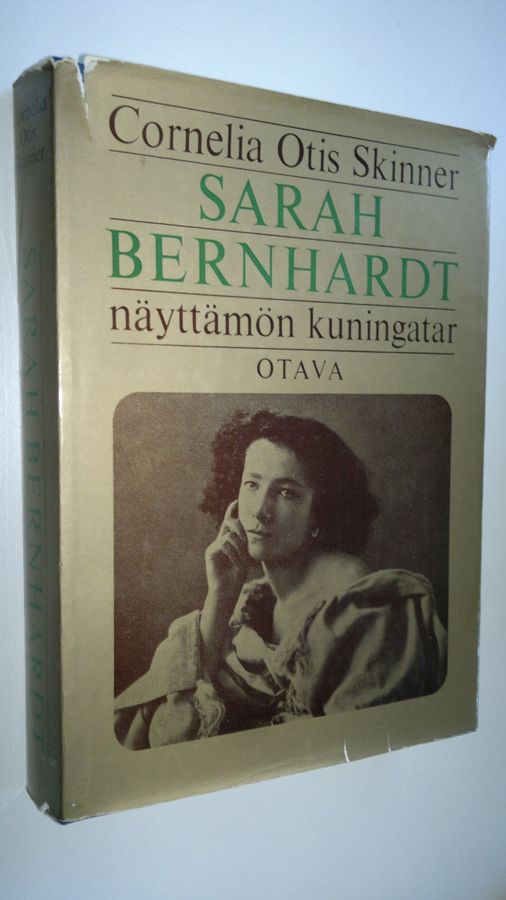 Cornelia Otis Skinner
SARAH
BERNHARDT
näyttämön kuningatar
OTAVA
Cornelia
Otis
Skinner
SARAH BERNHARDT